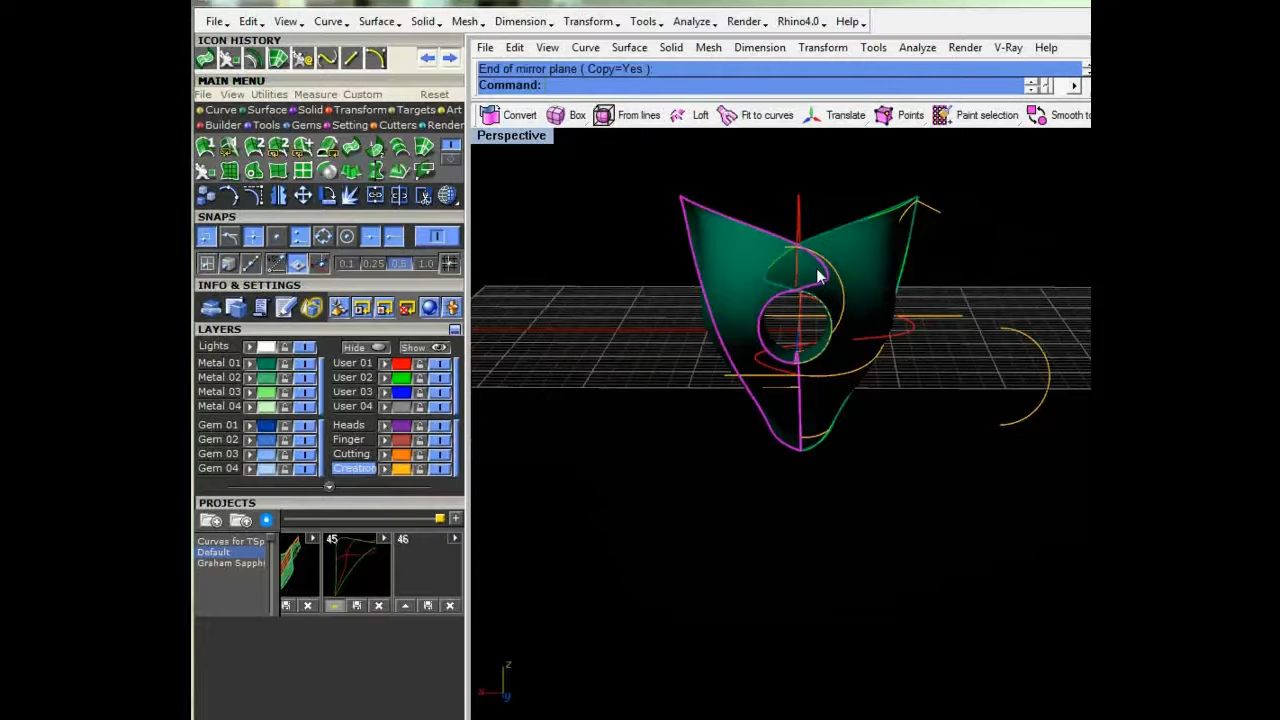 File Edit View Curve Surface Solid Mesh Dimension Transform Tools Analyze Render Rhino4.0 Help
ICON HISTORY
MAIN MENU
File View Utilities Measure Custom Reset
Curve Surface Solid Transform Targets Art
Builder Tools Gems Setting Cutters Render
SNAPS
0.1 0.25 0.5 1.0
INFO & SETTINGS
LAYERS
Lights Hide Show
Metal 01 User 01
Metal 02 User 02
Metal 03 User 03
Metal 04 User 04
Gem 01 Heads
Gem 02 Finger
Gem 03 Cutting
Gem 04 Creation
PROJECTS
Curves for TSp
Default
Graham Sapph
45 46
File Edit View Curve Surface Solid Mesh Dimension Transform Tools Analyze Render V-Ray Help
End of mirror plane ( Copy=Yes ):
Command:
Convert Box From lines Loft Fit to curves Translate Points Paint selection Smooth to
Perspective
z
x
y